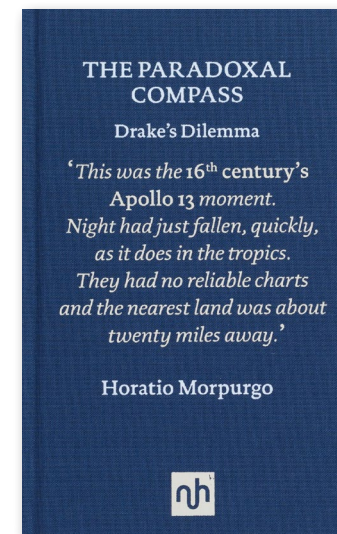 THE PARADOXAL
COMPASS
Drake's Dilemma
‘This was the 16th century's
Apollo 13 moment.
Night had just fallen, quickly,
as it does in the tropics.
They had no reliable charts
and the nearest land was about
twenty miles away.’
Horatio Morpurgo
nh